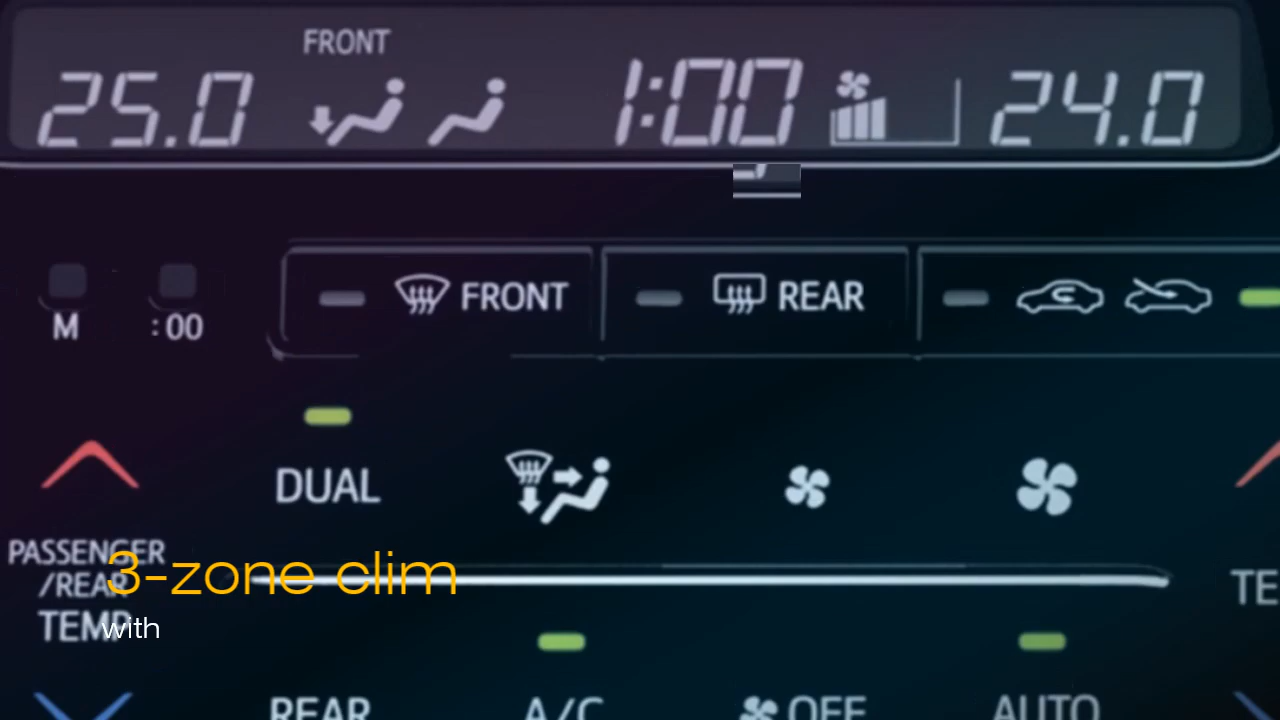 FRONT
25.0 1:00 24.0
FRONT REAR
M :00
DUAL
PASSENGER
/REAR
TEMP
3-zone clim
with
TE
REAR A/C OFF AUTO